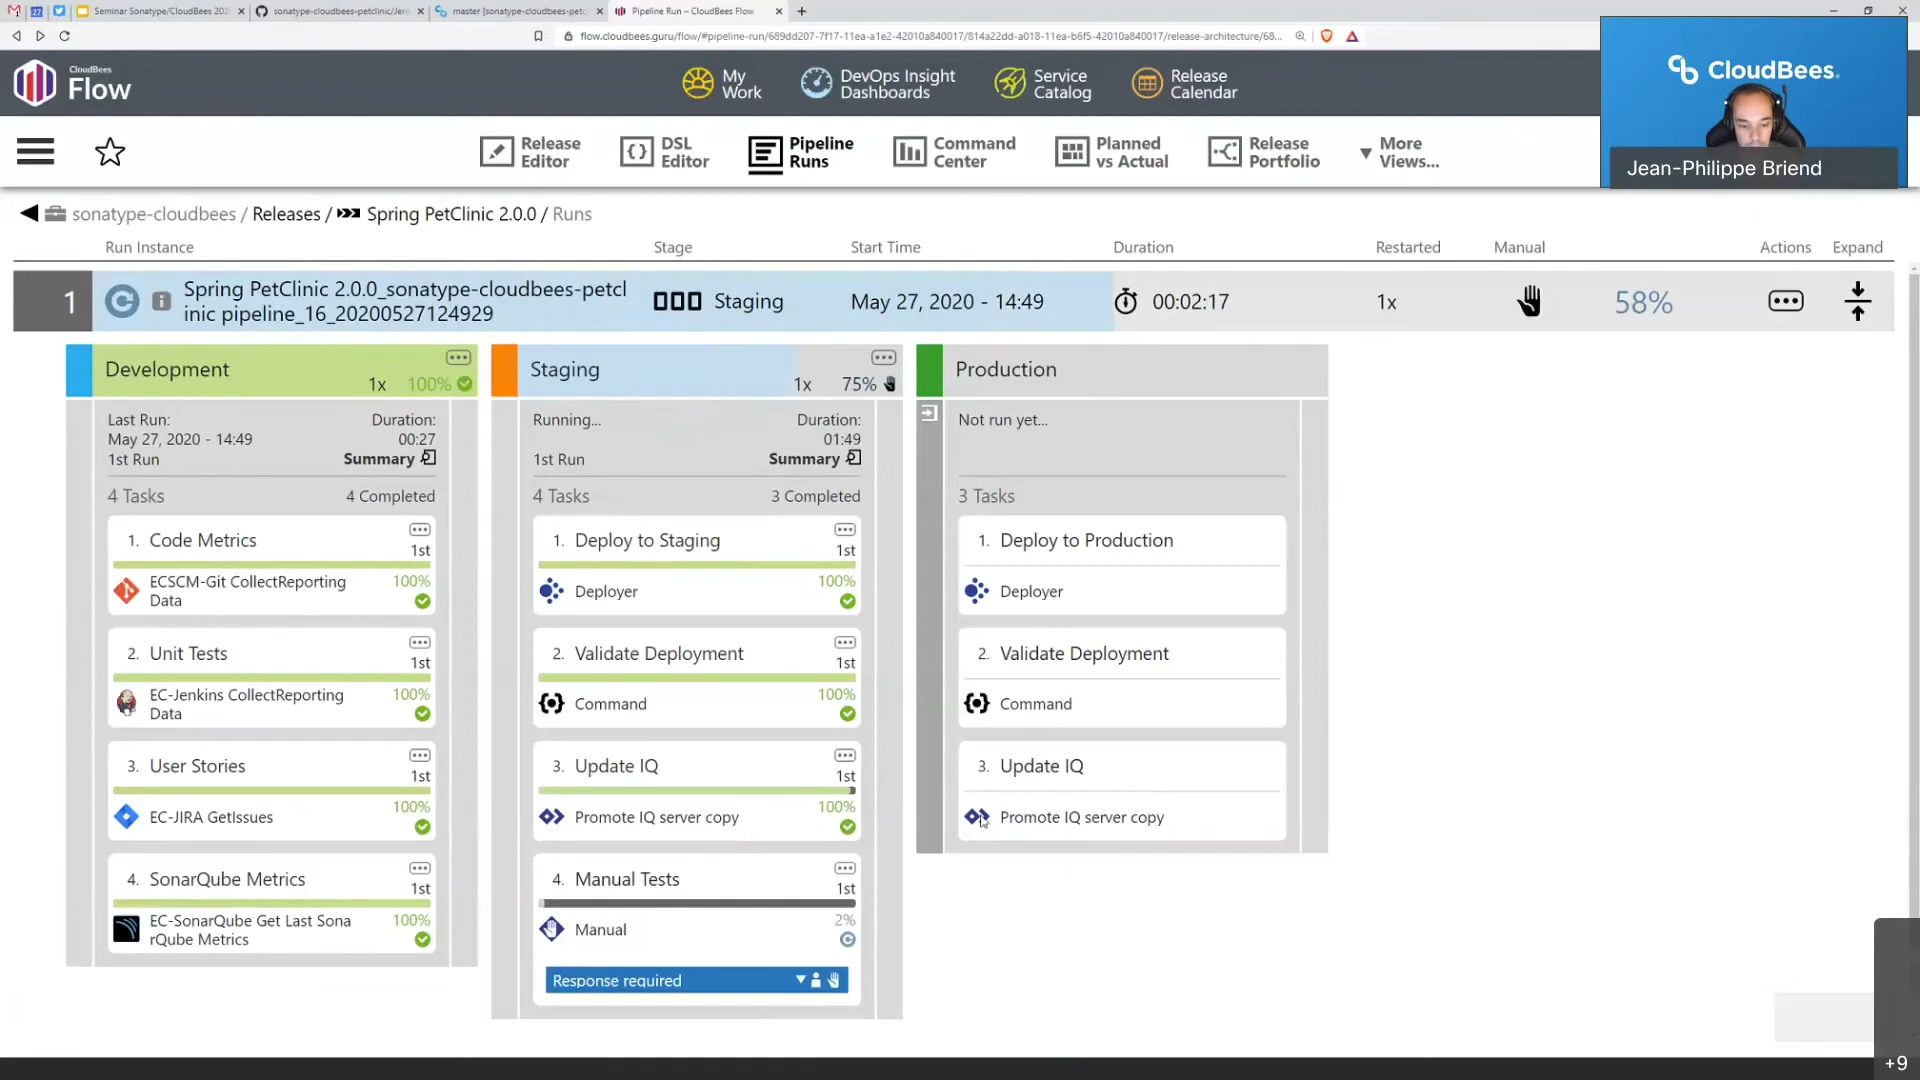 Seminar Sonatype/CloudBees 202
sonatype-cloudbees-petclinic/Jen
master [sonatype-cloudbees-petc
Pipeline Run – CloudBees Flow
flow.cloudbees.guru/flow/#pipeline-run/689dd207-7f17-11ea-a1e2-42010a840017/814a22dd-a018-11ea-b6f5-42010a840017/release-architecture/68...
CloudBees
Flow
My Work
DevOps Insight Dashboards
Service Catalog
Release Calendar
CloudBees.
Jean-Philippe Briend
Release Editor
DSL Editor
Pipeline Runs
Command Center
Planned vs Actual
Release Portfolio
More Views...
sonatype-cloudbees / Releases / Spring PetClinic 2.0.0 / Runs
Run Instance Stage Start Time Duration Restarted Manual Actions Expand
1
Spring PetClinic 2.0.0_sonatype-cloudbees-petcl
inic pipeline_16_20200527124929
Staging
May 27, 2020 - 14:49
00:02:17
1x
58%
Development
1x 100%
Last Run: Duration:
May 27, 2020 - 14:49 00:27
1st Run Summary
4 Tasks 4 Completed
1. Code Metrics 1st
ECSCM-Git CollectReporting
Data
100%
2. Unit Tests 1st
EC-Jenkins CollectReporting
Data
100%
3. User Stories 1st
EC-JIRA GetIssues
100%
4. SonarQube Metrics 1st
EC-SonarQube Get Last Sona
rQube Metrics
100%
Staging
1x 75%
Running... Duration:
01:49
1st Run Summary
4 Tasks 3 Completed
1. Deploy to Staging 1st
Deployer 100%
2. Validate Deployment 1st
Command 100%
3. Update IQ 1st
Promote IQ server copy 100%
4. Manual Tests 1st
Manual 2%
Response required
Production
Not run yet...
3 Tasks
1. Deploy to Production
Deployer
2. Validate Deployment
Command
3. Update IQ
Promote IQ server copy
+9